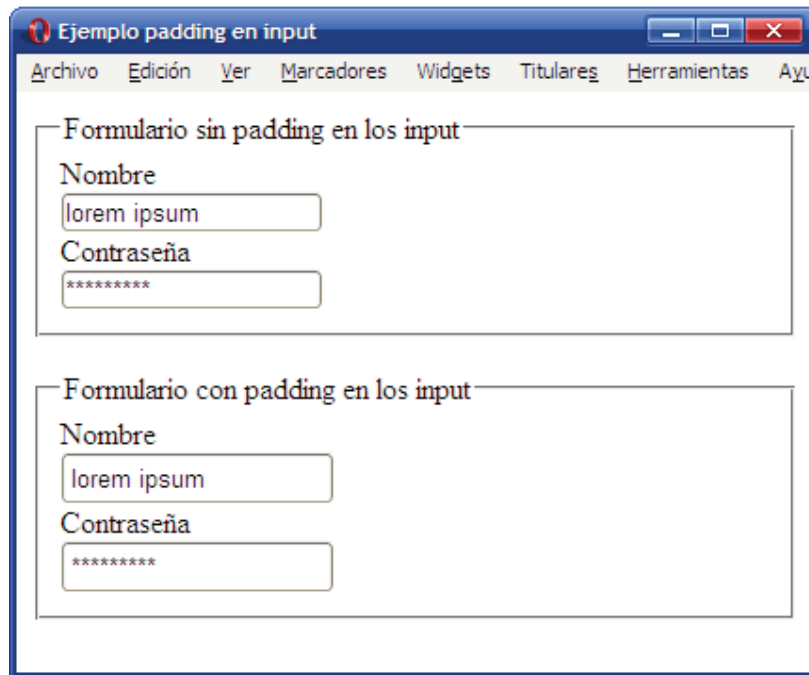 Ejemplo padding en input
Archivo Edición Ver Marcadores Widgets Titulares Herramientas Ayu
Formulario sin padding en los input
Nombre
lorem ipsum
Contraseña
*********
Formulario con padding en los input
Nombre
lorem ipsum
Contraseña
*********